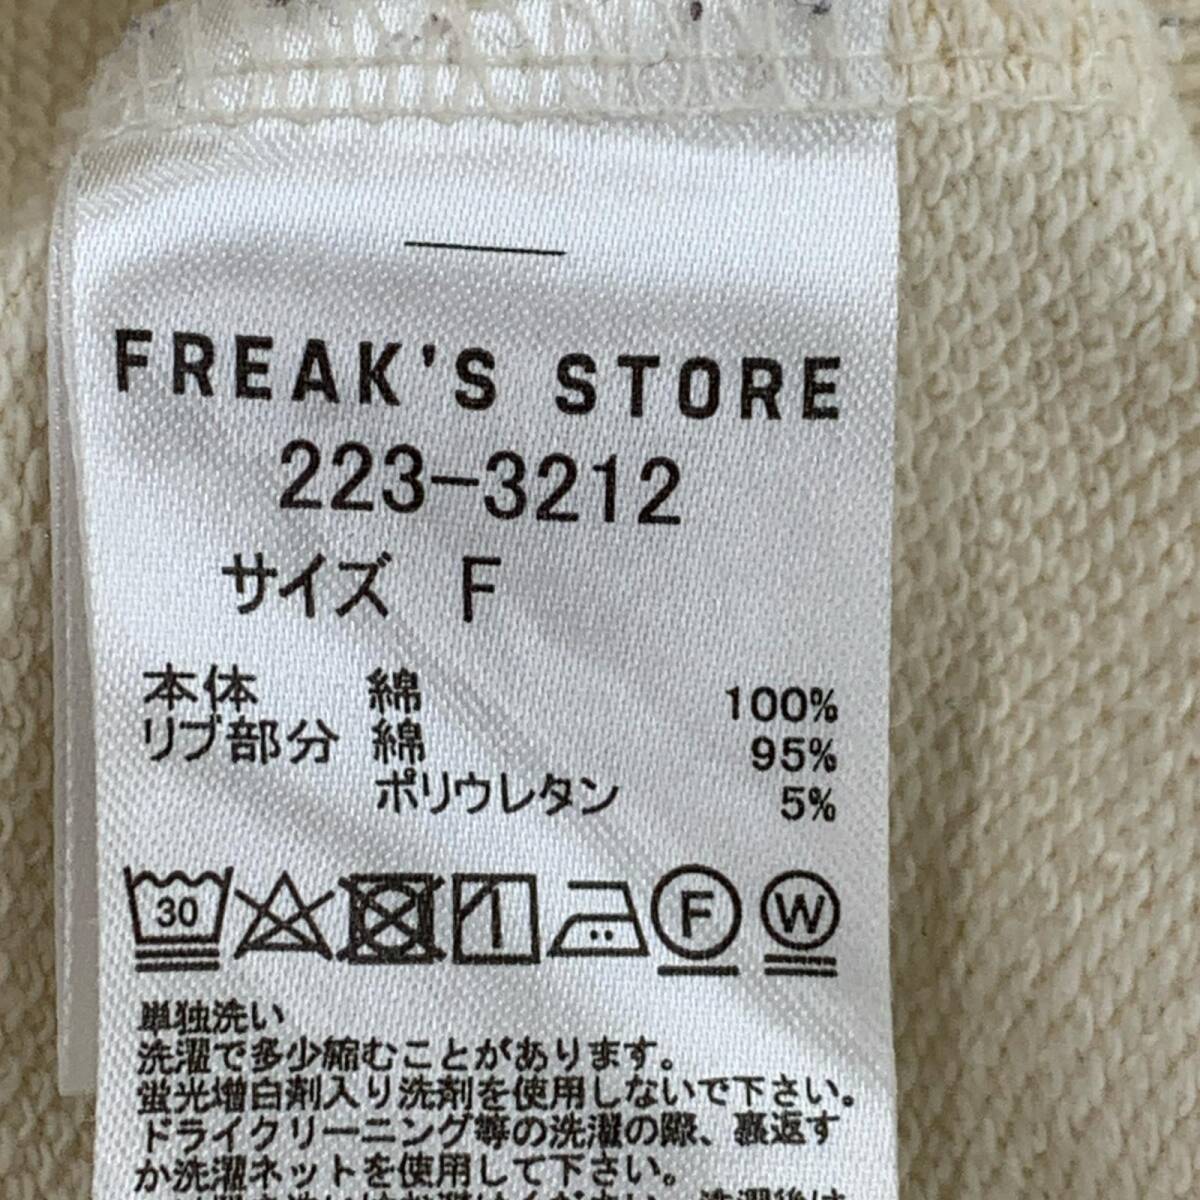 FREAK'S STORE
223-3212
サイズ F
本体 綿 100%
リブ部分 綿 95%
ポリウレタン 5%
30 F W
単独洗い
洗濯で多少縮むことがあります。
蛍光増白剤入り洗剤を使用しないで下さい。
ドライクリーニング等の洗濯の際、裏返す
か洗濯ネットを使用して下さい。